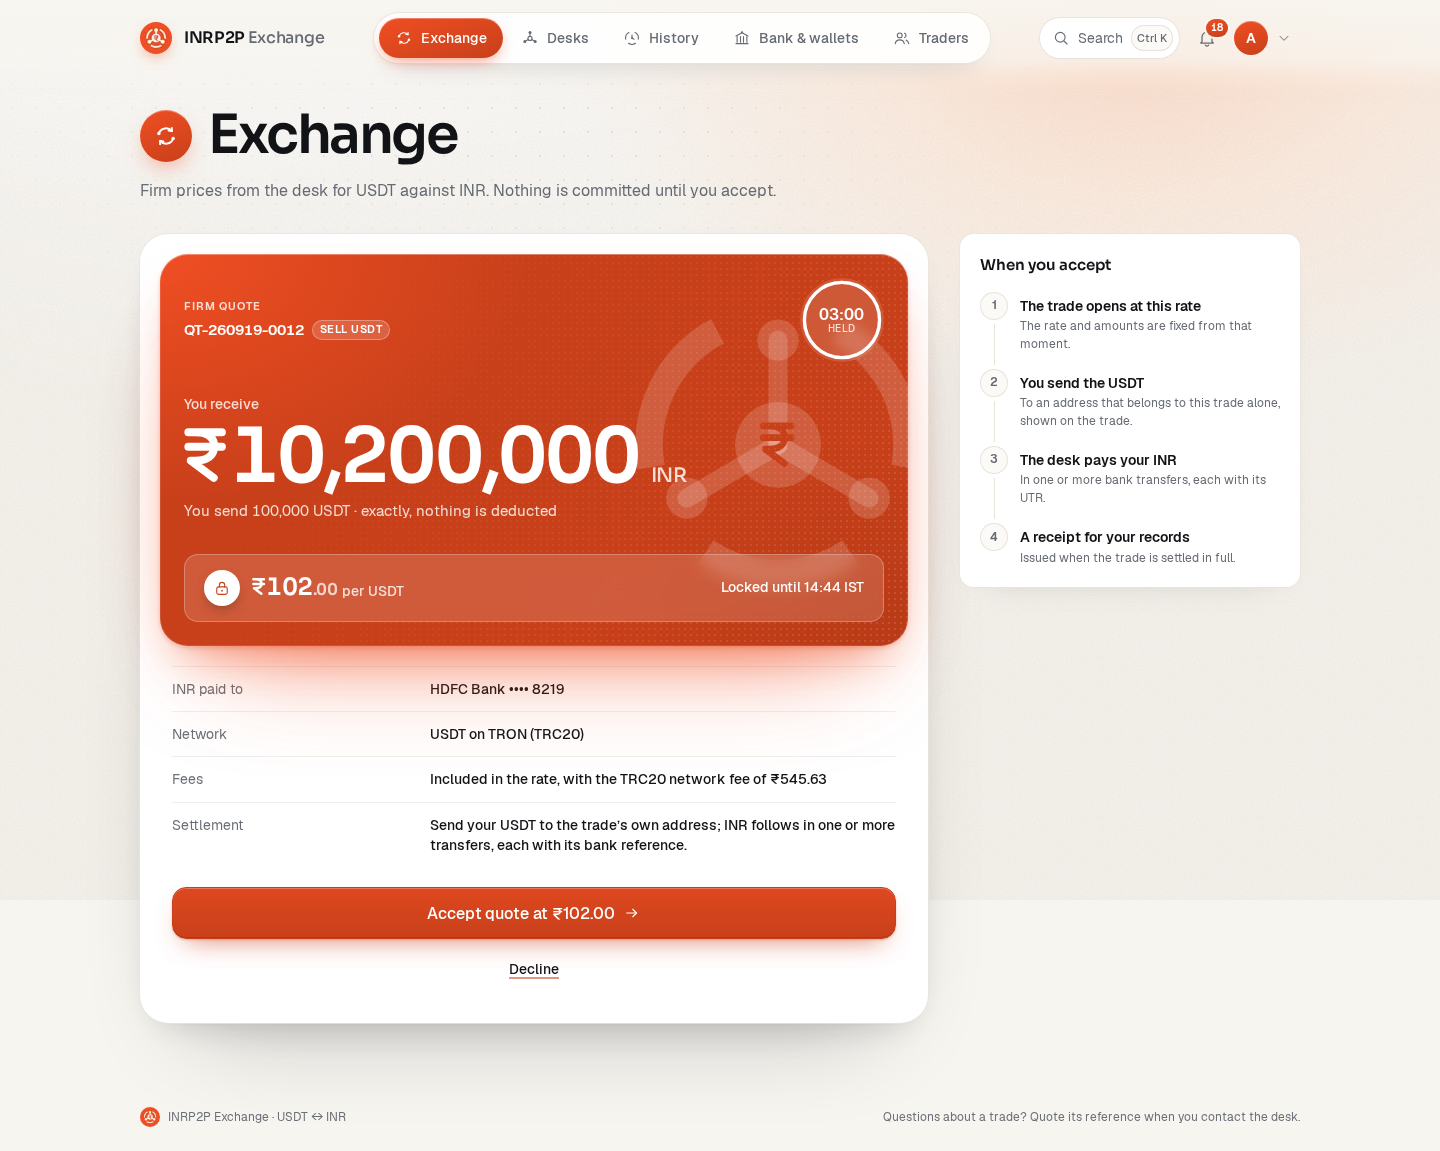 INRP2P Exchange
Exchange
Desks
History
Bank & wallets
Traders
Search
Ctrl K
18
A
Exchange
Firm prices from the desk for USDT against INR. Nothing is committed until you accept.
FIRM QUOTE
QT-260919-0012
SELL USDT
03:00
HELD
You receive
₹10,200,000 INR
₹
You send 100,000 USDT · exactly, nothing is deducted
₹102.00 per USDT
Locked until 14:44 IST
INR paid to
HDFC Bank •••• 8219
Network
USDT on TRON (TRC20)
Fees
Included in the rate, with the TRC20 network fee of ₹545.63
Settlement
Send your USDT to the trade's own address; INR follows in one or more
transfers, each with its bank reference.
Accept quote at ₹102.00 →
Decline
When you accept
1
The trade opens at this rate
The rate and amounts are fixed from that
moment.
2
You send the USDT
To an address that belongs to this trade alone,
shown on the trade.
3
The desk pays your INR
In one or more bank transfers, each with its
UTR.
4
A receipt for your records
Issued when the trade is settled in full.
INRP2P Exchange · USDT ↔ INR
Questions about a trade? Quote its reference when you contact the desk.